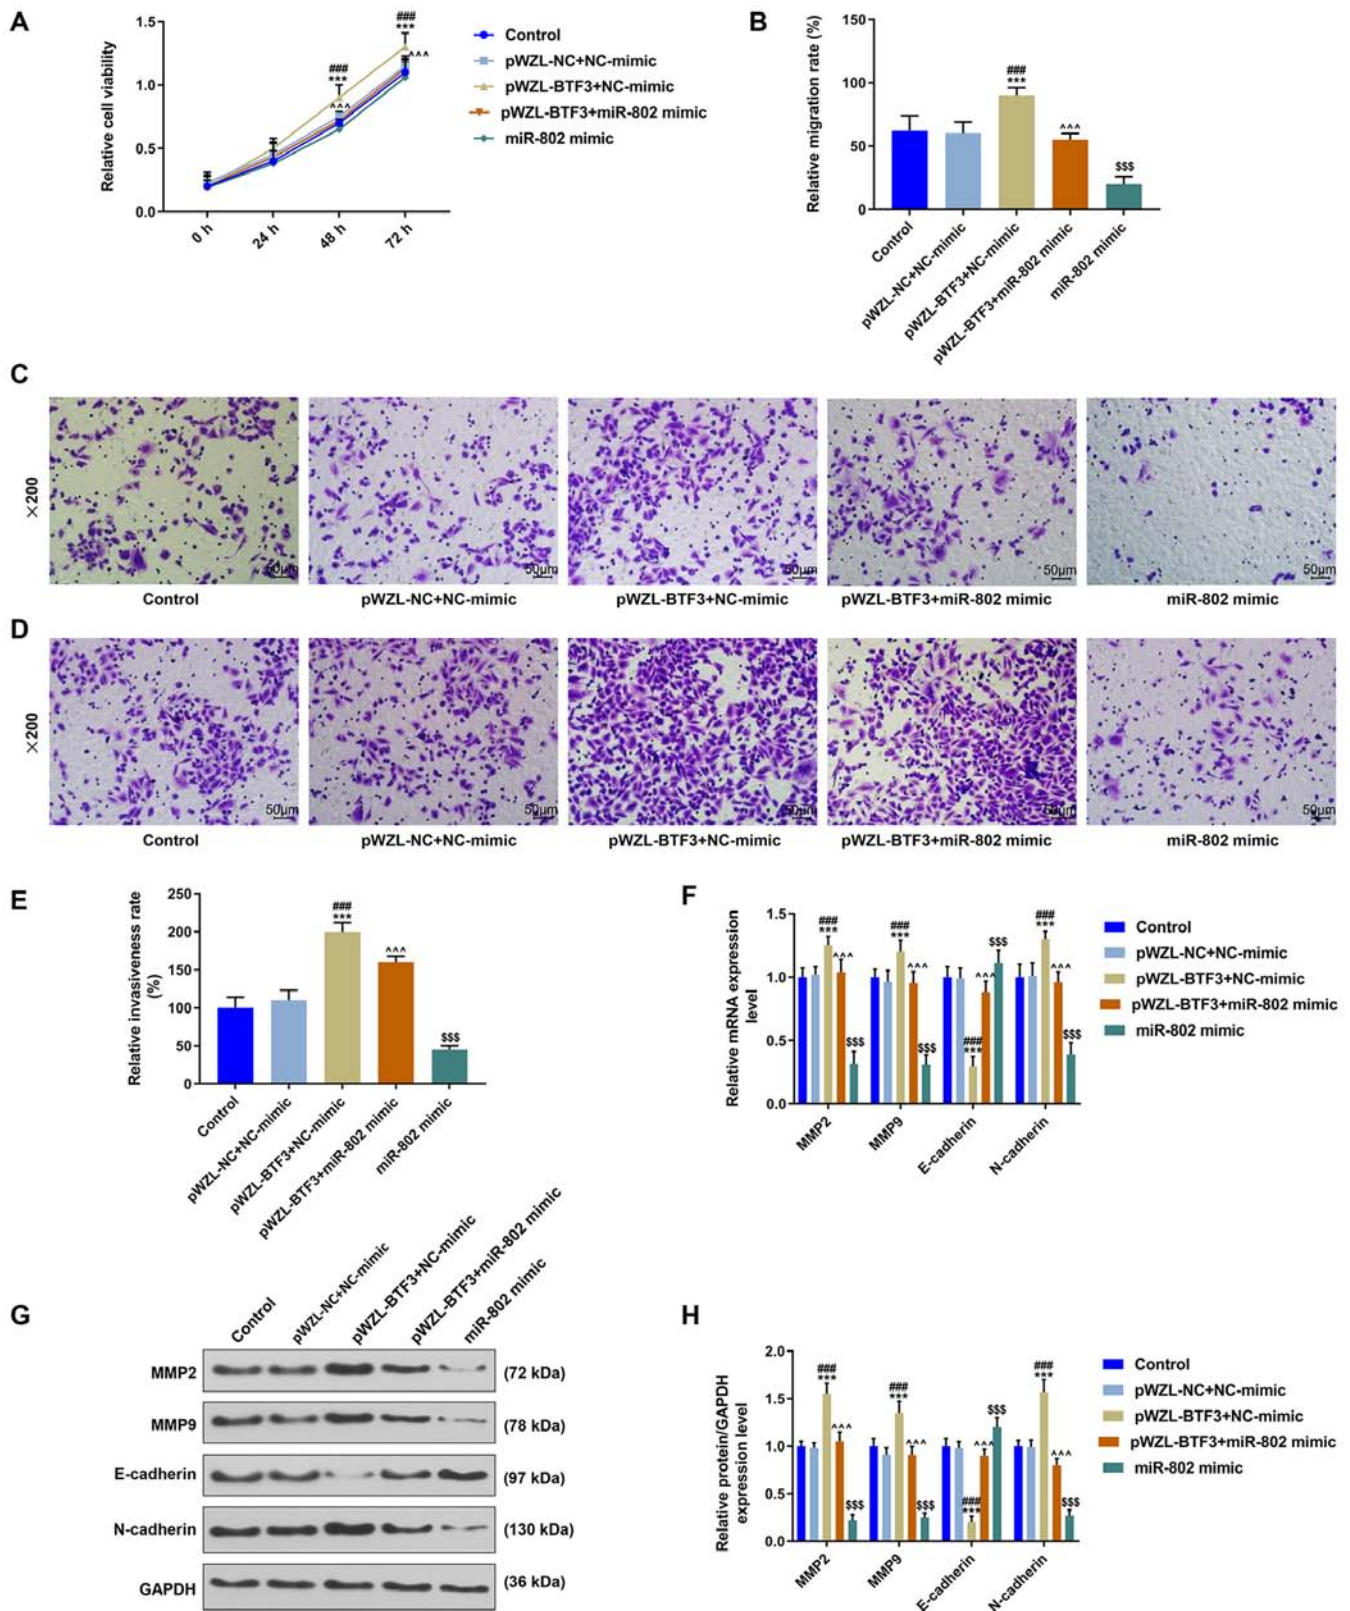 A
Relative cell viability
1.5
1.0
0.5
0.0
0 h
24 h
48 h
72 h
###
***
^^^
###
***
^^^
Control
pWZL-NC+NC-mimic
pWZL-BTF3+NC-mimic
pWZL-BTF3+miR-802 mimic
miR-802 mimic
B
Relative migration rate (%)
150
100
50
0
###
***
^^^
$$$
Control
pWZL-NC+NC-mimic
pWZL-BTF3+NC-mimic
pWZL-BTF3+miR-802 mimic
miR-802 mimic
C
×200
50μm
50μm
50μm
50μm
50μm
Control
pWZL-NC+NC-mimic
pWZL-BTF3+NC-mimic
pWZL-BTF3+miR-802 mimic
miR-802 mimic
D
×200
50μm
50μm
50μm
50μm
50μm
Control
pWZL-NC+NC-mimic
pWZL-BTF3+NC-mimic
pWZL-BTF3+miR-802 mimic
miR-802 mimic
E
Relative invasiveness rate
(%)
250
200
150
100
50
0
###
***
^^^
$$$
Control
pWZL-NC+NC-mimic
pWZL-BTF3+NC-mimic
pWZL-BTF3+miR-802 mimic
miR-802 mimic
F
Relative mRNA expression
level
1.5
1.0
0.5
0.0
###
***
^^^
$$$
###
***
^^^
$$$
###
***
^^^
$$$
###
***
^^^
$$$
MMP2
MMP9
E-cadherin
N-cadherin
Control
pWZL-NC+NC-mimic
pWZL-BTF3+NC-mimic
pWZL-BTF3+miR-802 mimic
miR-802 mimic
G
Control
pWZL-NC+NC-mimic
pWZL-BTF3+NC-mimic
pWZL-BTF3+miR-802 mimic
miR-802 mimic
MMP2 (72 kDa)
MMP9 (78 kDa)
E-cadherin (97 kDa)
N-cadherin (130 kDa)
GAPDH (36 kDa)
H
Relative protein/GAPDH
expression level
2.0
1.5
1.0
0.5
0.0
###
***
^^^
$$$
###
***
^^^
$$$
###
***
^^^
$$$
###
***
^^^
$$$
MMP2
MMP9
E-cadherin
N-cadherin
Control
pWZL-NC+NC-mimic
pWZL-BTF3+NC-mimic
pWZL-BTF3+miR-802 mimic
miR-802 mimic